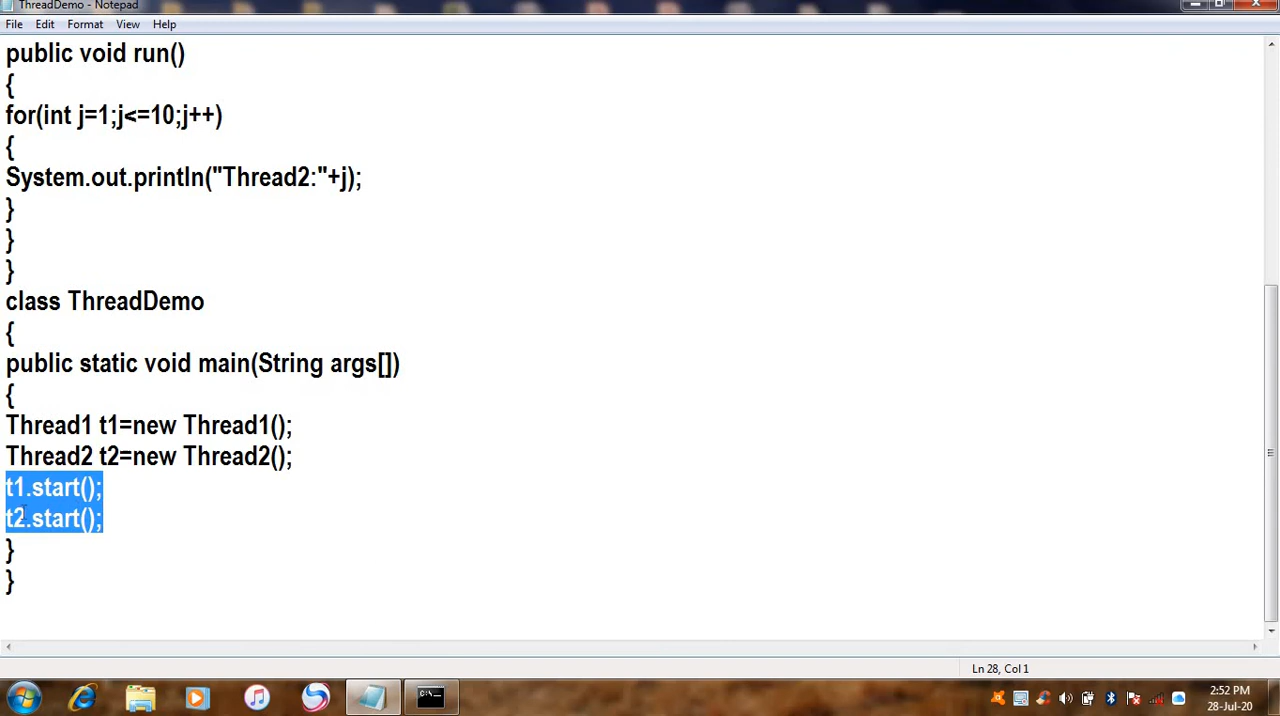 ThreadDemo - Notepad
File Edit Format View Help
public void run()
{
for(int j=1;j<=10;j++)
{
System.out.println("Thread2:"+j);
}
}
}
class ThreadDemo
{
public static void main(String args[])
{
Thread1 t1=new Thread1();
Thread2 t2=new Thread2();
t1.start();
t2.start();
}
}
Ln 28, Col 1
2:52 PM
28-Jul-20